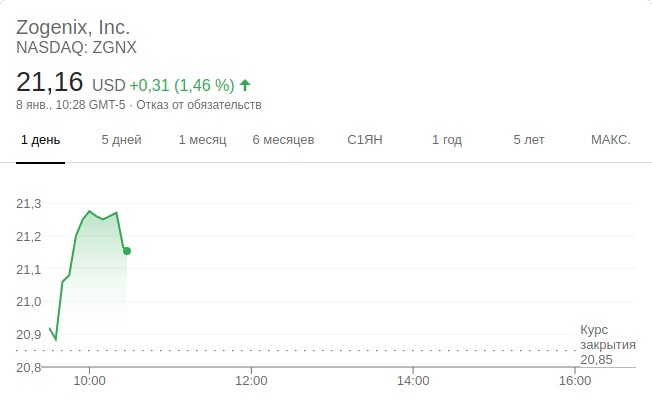 Zogenix, Inc.
NASDAQ: ZGNX
21,16 USD +0,31 (1,46 %)
8 янв., 10:28 GMT-5 · Отказ от обязательств
1 день 5 дней 1 месяц 6 месяцев С1ЯН 1 год 5 лет МАКС.
21,3
21,2
21,1
21,0
20,9
Курс
закрытия
20,85
20,8
10:00 12:00 14:00 16:00